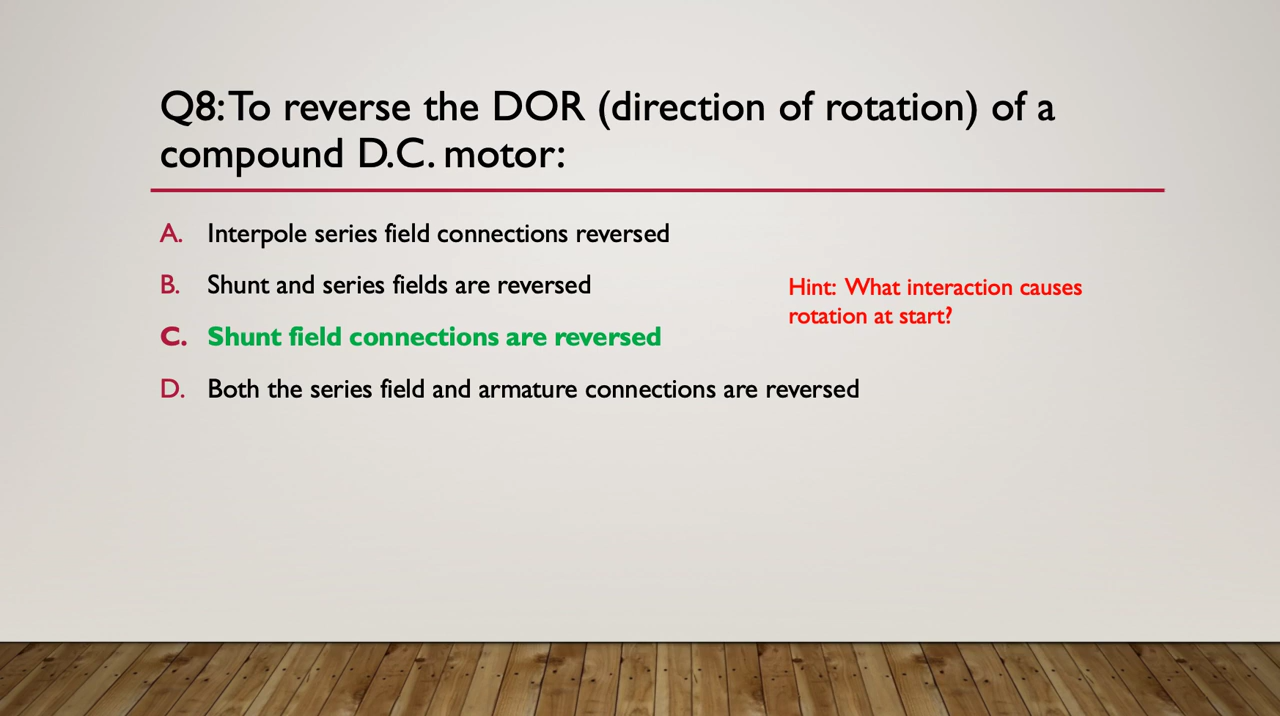 Q8: To reverse the DOR (direction of rotation) of a
compound D.C. motor:
A. Interpole series field connections reversed
B. Shunt and series fields are reversed
C. Shunt field connections are reversed
D. Both the series field and armature connections are reversed
Hint: What interaction causes
rotation at start?